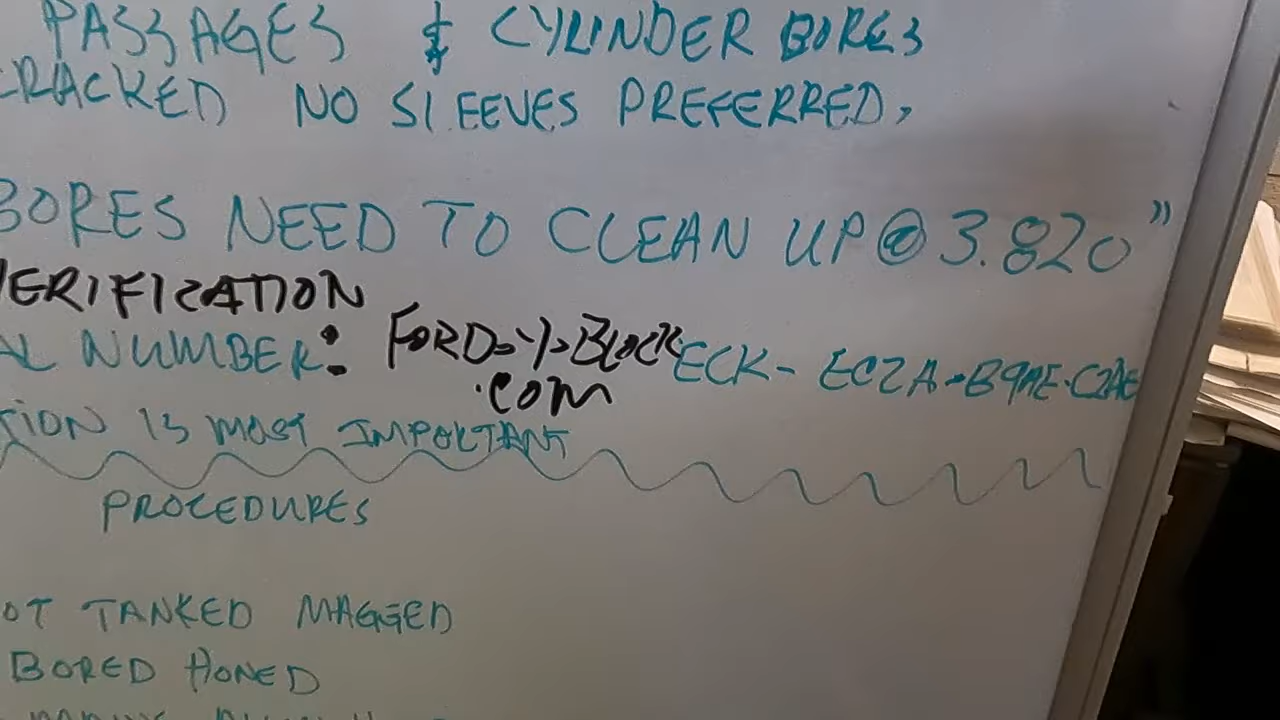 PASSAGES & CYLINDER BORES
CRACKED NO SLEEVES PREFERRED,
BORES NEED TO CLEAN UP @ 3.820"
VERIFICATION
AL NUMBER: FORD-Y-BLOCK ECK- ECZA-B9AE-C2AE
.COM
TION IS MOST IMPORTANT
PROCEDURES
OT TANKED MAGGED
BORED HONED